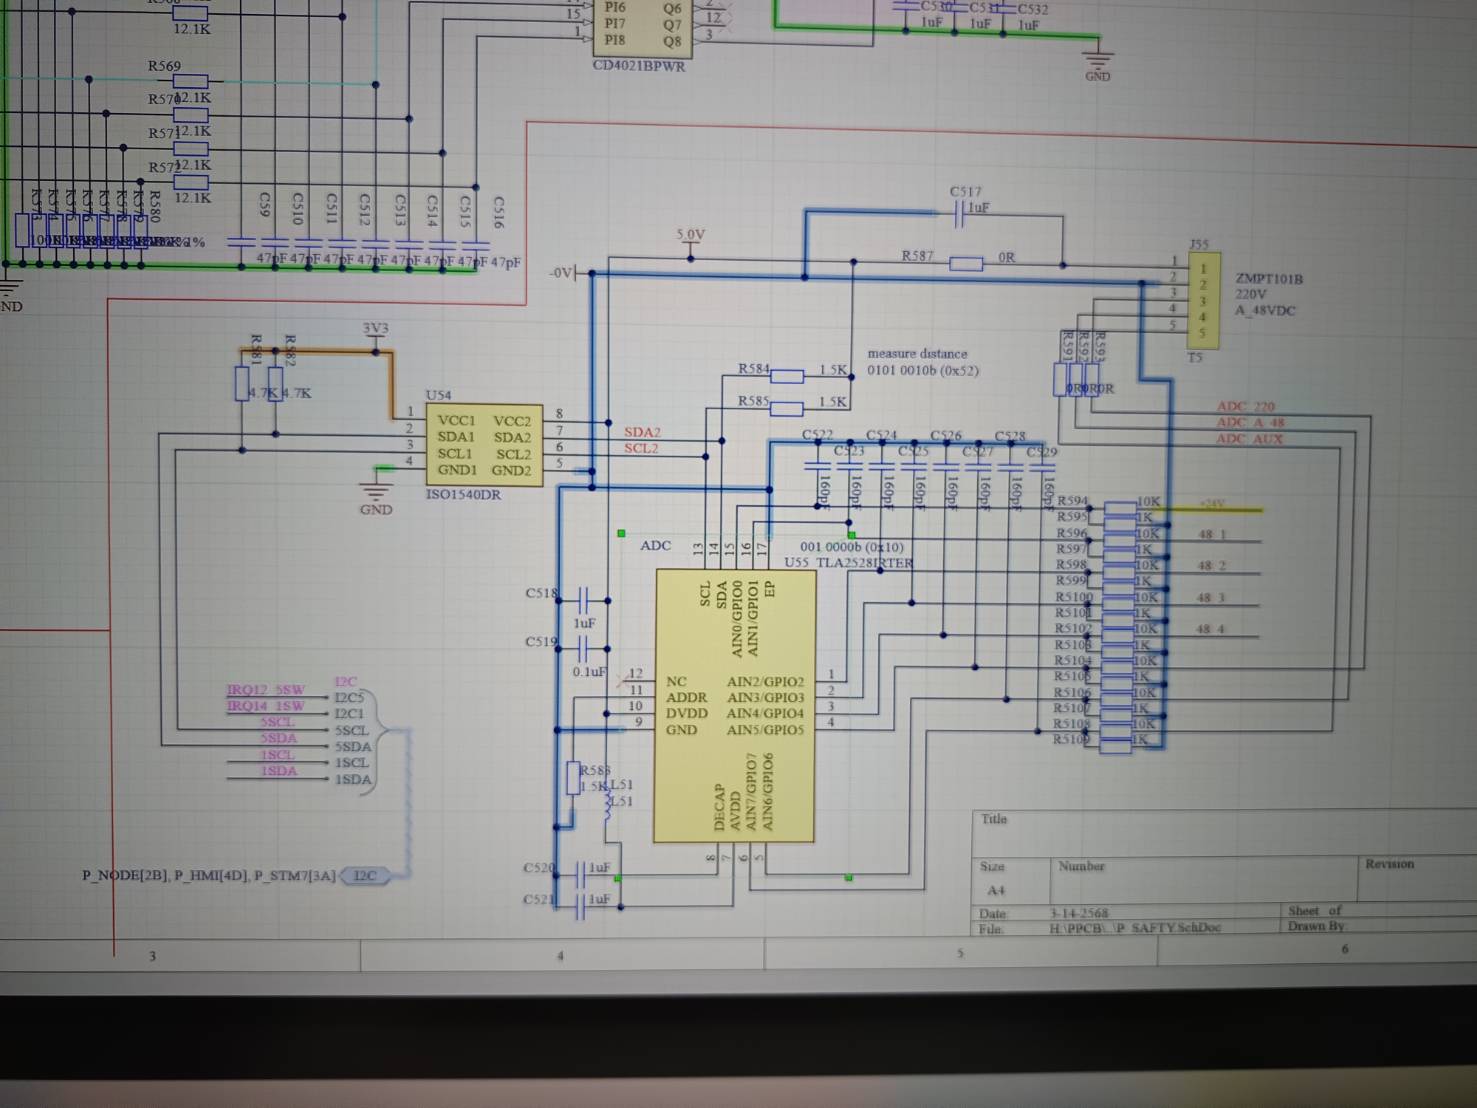 12.1K
R569
12.1K
R570
12.1K
R571
12.1K
R572
12.1K
R580
C59
C510
C511
C512
C513
C514
C515
C516
47pF
47pF
47pF
47pF
47pF
47pF
47pF
47pF
15
1
PI6
PI7
PI8
Q6
Q7
Q8
2
12
3
CD4021BPWR
C530
C531
C532
1uF
1uF
1uF
GND
ND
5.0V
-0V
C517
1uF
R587
0R
J55
1
2
3
4
5
1
2
3
4
5
T5
ZMPT101B
220V
A_48VDC
R591
R592
R593
0R
0R
0R
ADC_220
ADC_A_48
ADC_AUX
3V3
R581
R582
4.7K
4.7K
U54
1
2
3
4
VCC1
SDA1
SCL1
GND1
VCC2
SDA2
SCL2
GND2
8
7
6
5
ISO1540DR
GND
SDA2
SCL2
R584
1.5K
R585
1.5K
measure distance
0101 0010b (0x52)
C522
C523
C524
C525
C526
C527
C528
C529
160pF
160pF
160pF
160pF
160pF
160pF
160pF
160pF
R594
10K
+24V
R595
1K
R596
10K
48_1
R597
1K
R598
10K
48_2
R599
1K
R5100
10K
48_3
R5101
1K
R5102
10K
48_4
R5103
1K
R5104
10K
R5105
1K
R5106
10K
R5107
1K
R5108
10K
R5109
1K
ADC
001 0000b (0x10)
U55 TLA2528IRTER
13
14
15
16
17
SCL
SDA
AIN0/GPIO0
AIN1/GPIO1
EP
12
11
10
9
NC
ADDR
DVDD
GND
AIN2/GPIO2
AIN3/GPIO3
AIN4/GPIO4
AIN5/GPIO5
1
2
3
4
DECAP
AVDD
AIN7/GPIO7
AIN6/GPIO6
8
7
6
5
C518
1uF
C519
0.1uF
R583
1.5K
L51
L51
C520
1uF
C521
1uF
I2C
IRQ12_5SW
I2C5
IRQ14_1SW
I2C1
5SCL
5SCL
5SDA
5SDA
1SCL
1SCL
1SDA
1SDA
P_NODE[2B], P_HMI[4D], P_STM7[3A]
I2C
Title
Size
Number
Revision
A4
Date:
3-14-2568
Sheet of
File:
H:\PPCB\...\P_SAFTY.SchDoc
Drawn By:
3
4
5
6